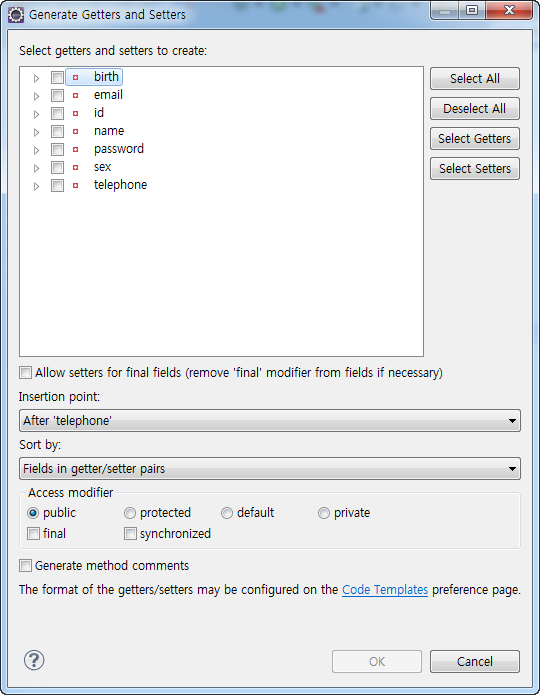 Generate Getters and Setters
Select getters and setters to create:
birth
email
id
name
password
sex
telephone
Select All
Deselect All
Select Getters
Select Setters
Allow setters for final fields (remove 'final' modifier from fields if necessary)
Insertion point:
After 'telephone'
Sort by:
Fields in getter/setter pairs
Access modifier
public protected default private
final synchronized
Generate method comments
The format of the getters/setters may be configured on the Code Templates preference page.
? OK Cancel